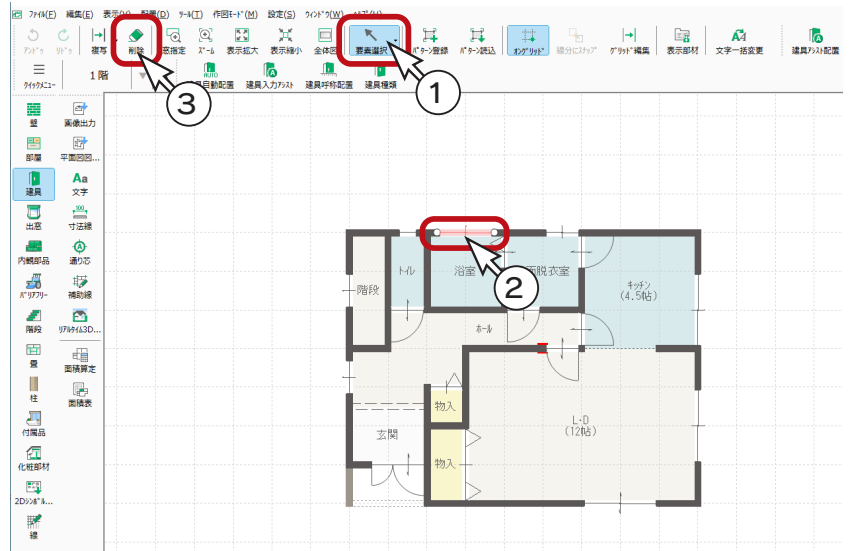 ファイル(F) 編集(E) 表示(V) 配置(D) ツール(T) 作図モード(M) 設定(S) ウィンドウ(W) ヘルプ(H)
アンドゥ リドゥ 複写 削除 窓指定 ズーム 表示拡大 表示縮小 全体図 要素選択 パターン登録 パターン読込 オングリッド 線分にスナップ グリッド編集 表示部材 文字一括変更 建具アシスト配置
クイックメニュー 1階 建具自動配置 建具入力アシスト 建具呼称配置 建具種類
AUTO
①
②
③
壁 画像出力
部屋 平面図図...
建具 文字
Aa
出窓 寸法線
100
内観部品 通り芯
バリアフリー 補助線
階段 リアルタイム3D...
畳 面積算定
柱 面積表
付属品
化粧部材
2Dシンボル...
線
階段
トイレ
浴室
面脱衣室
キッチン
(4.5帖)
ホール
物入
玄関
物入
L・D
(12帖)